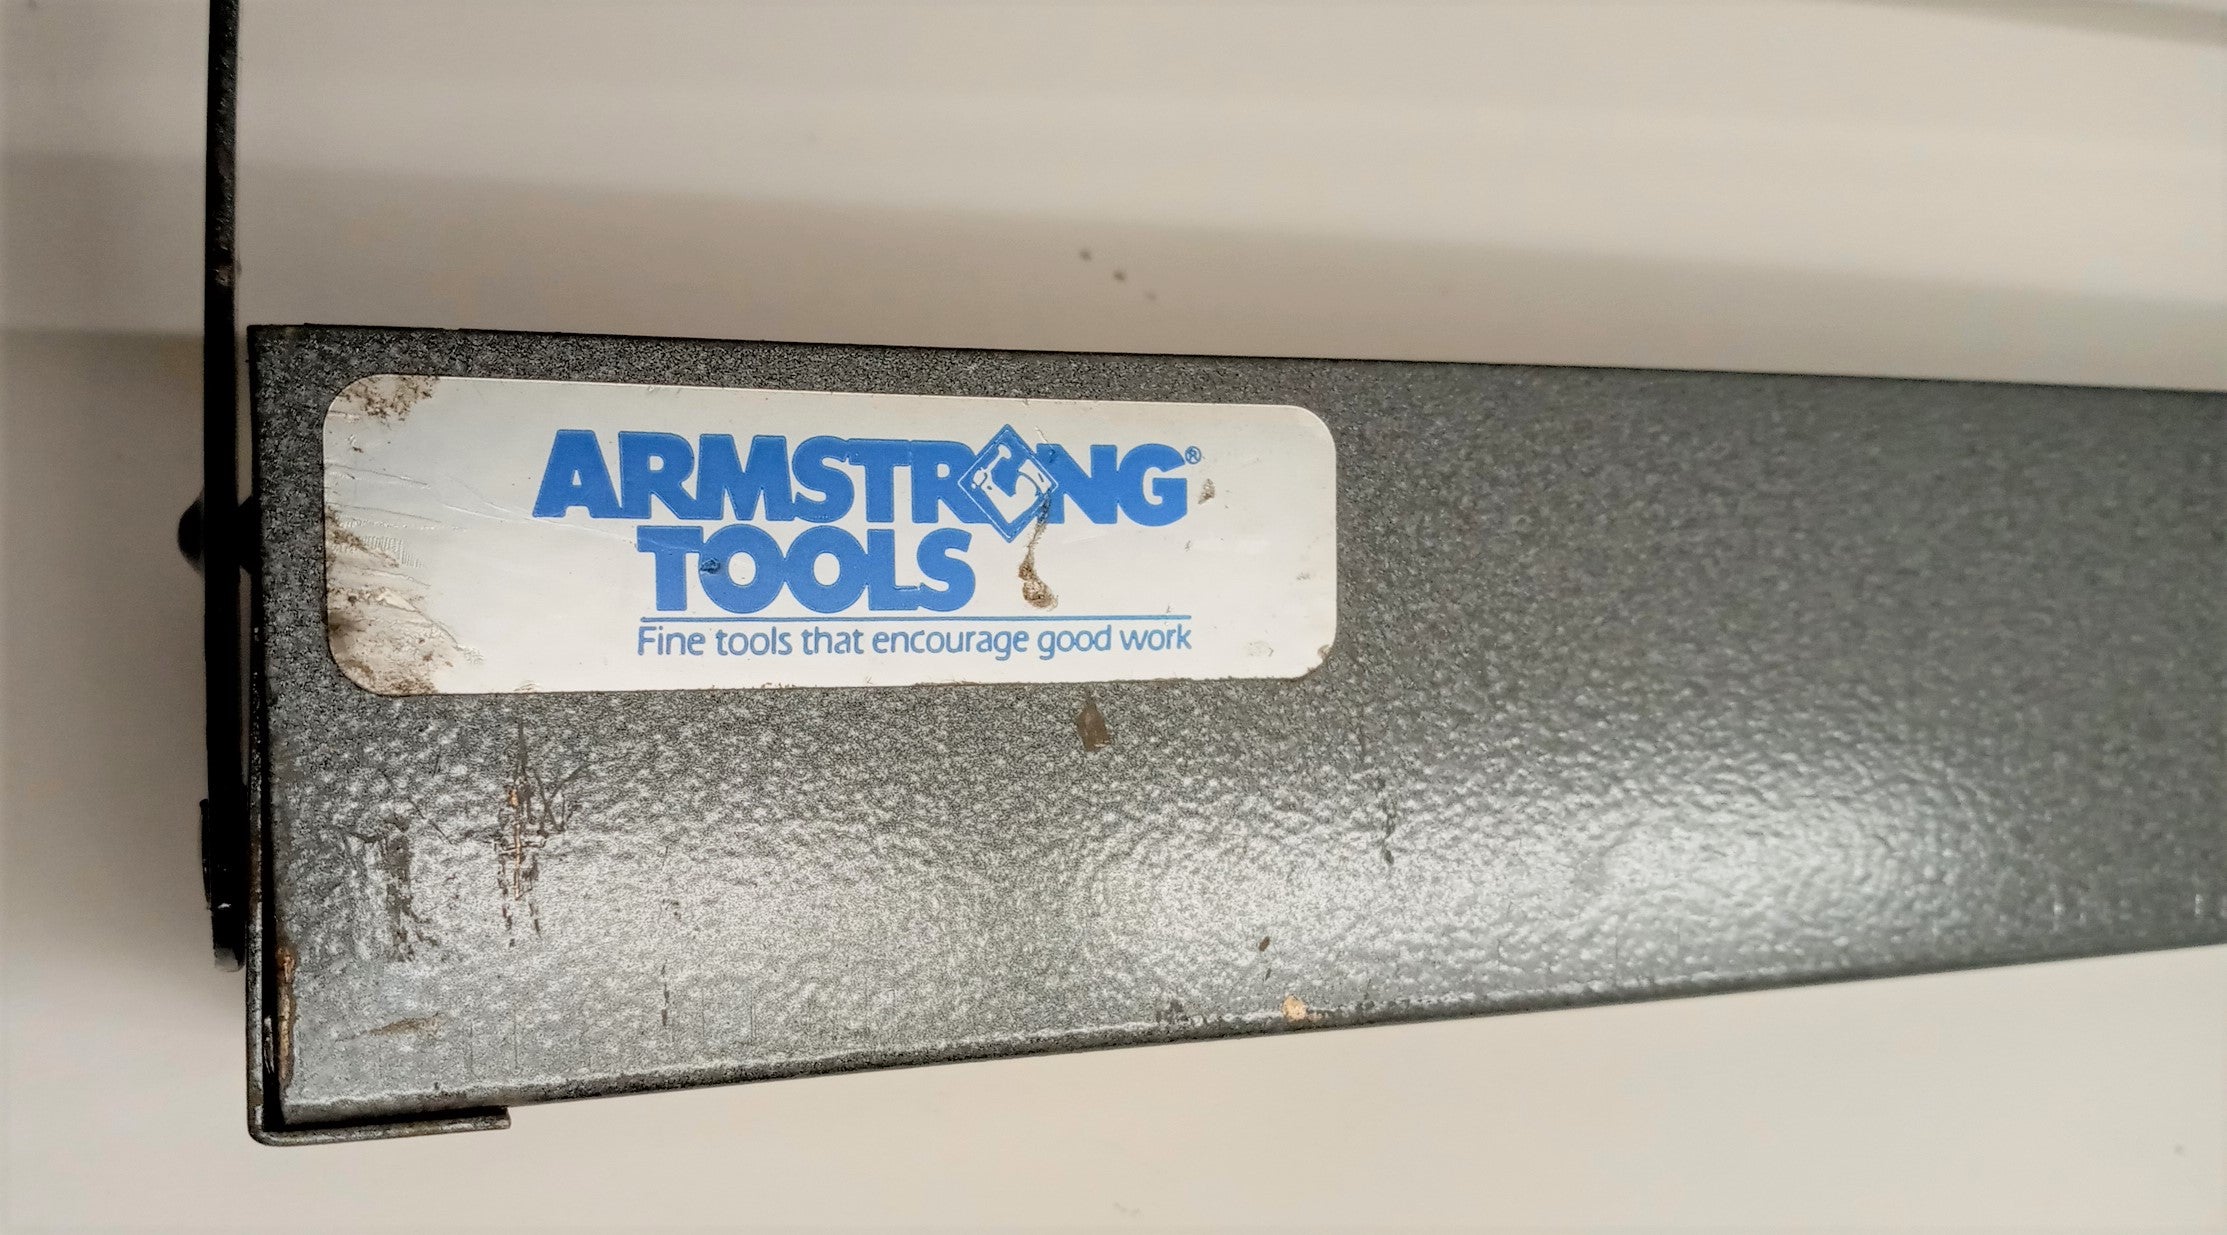 ARMSTRONG®
TOOLS
Fine tools that encourage good work